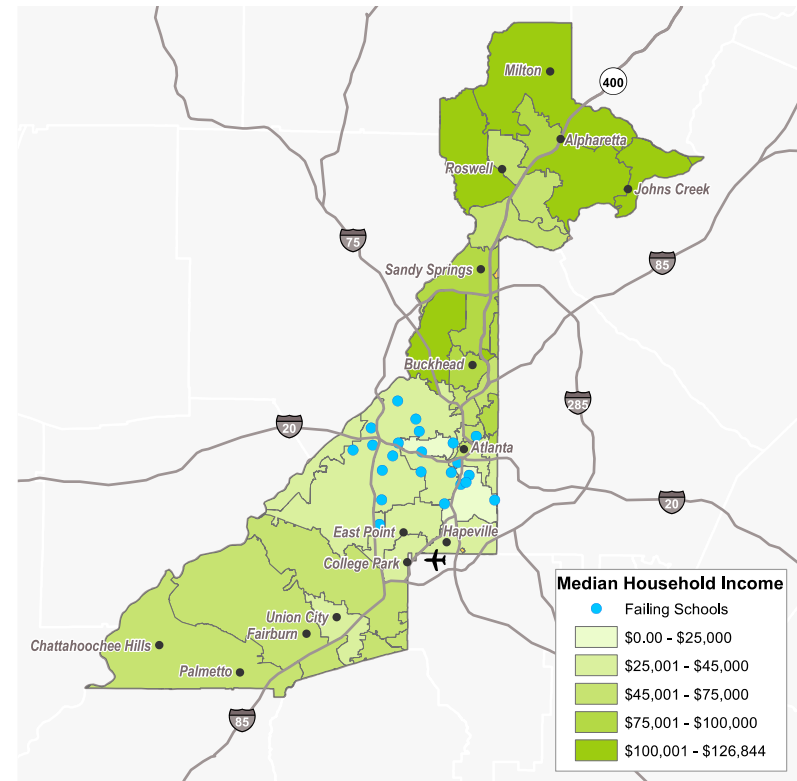 Milton
400
Alpharetta
Roswell
Johns Creek
75
85
Sandy Springs
Buckhead
285
20
Atlanta
20
East Point
Hapeville
College Park
Union City
Fairburn
Chattahoochee Hills
Palmetto
85
Median Household Income
Failing Schools
$0.00 - $25,000
$25,001 - $45,000
$45,001 - $75,000
$75,001 - $100,000
$100,001 - $126,844